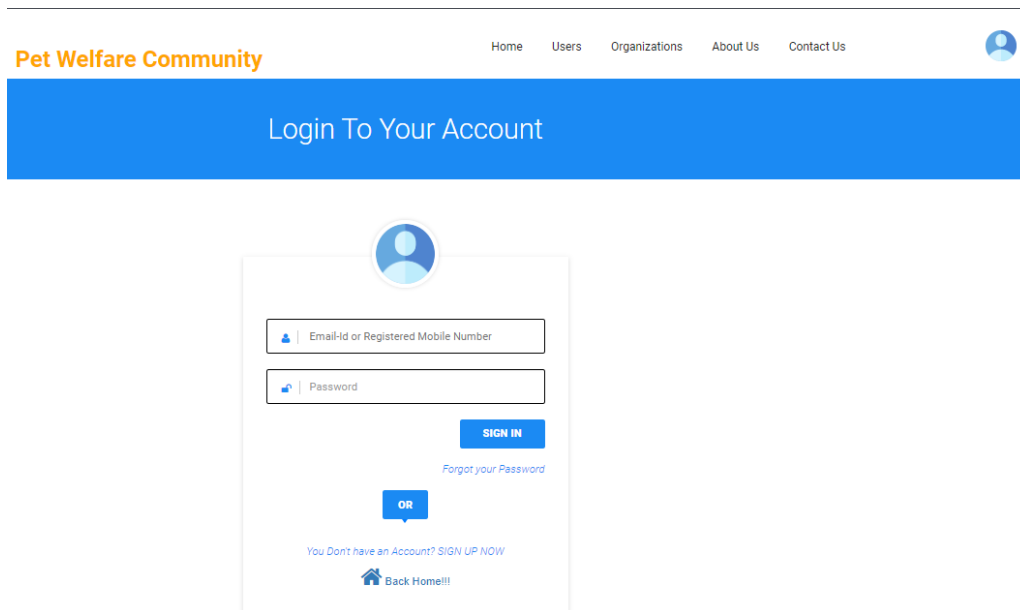 Pet Welfare Community
Home Users Organizations About Us Contact Us
Login To Your Account
Email-Id or Registered Mobile Number
Password
SIGN IN
Forgot your Password
OR
You Don't have an Account? SIGN UP NOW
Back Home!!!